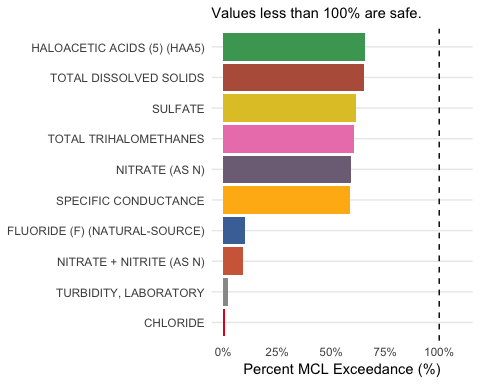 Values less than 100% are safe.
HALOACETIC ACIDS (5) (HAA5)
TOTAL DISSOLVED SOLIDS
SULFATE
TOTAL TRIHALOMETHANES
NITRATE (AS N)
SPECIFIC CONDUCTANCE
FLUORIDE (F) (NATURAL-SOURCE)
NITRATE + NITRITE (AS N)
TURBIDITY, LABORATORY
CHLORIDE
0% 25% 50% 75% 100%
Percent MCL Exceedance (%)